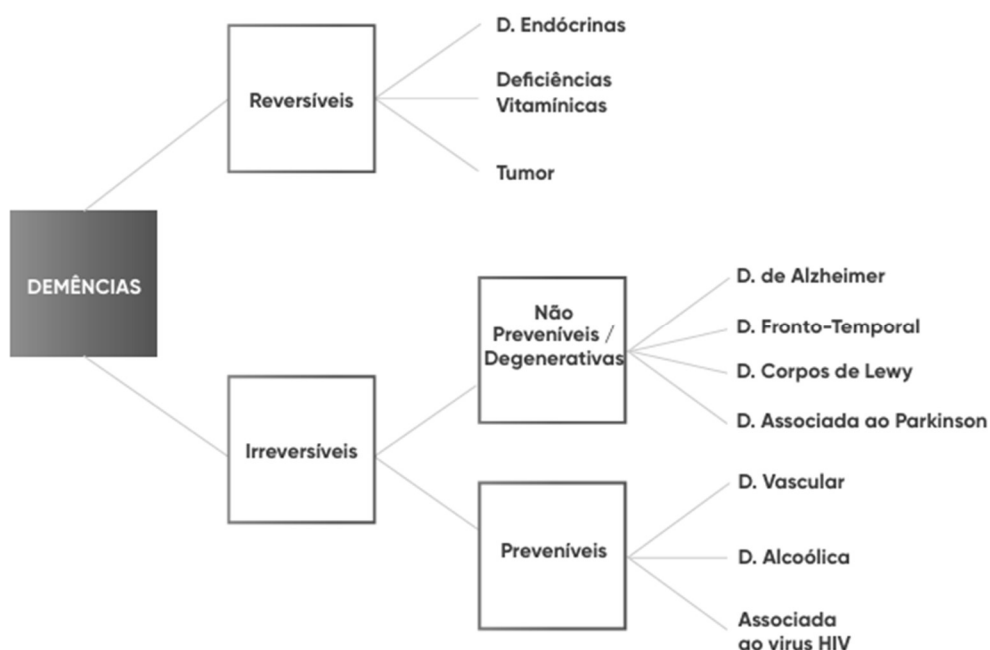 DEMÊNCIAS
Reversíveis
D. Endócrinas
Deficiências
Vitamínicas
Tumor
Irreversíveis
Não
Preveníveis /
Degenerativas
D. de Alzheimer
D. Fronto-Temporal
D. Corpos de Lewy
D. Associada ao Parkinson
Preveníveis
D. Vascular
D. Alcoólica
Associada
ao virus HIV